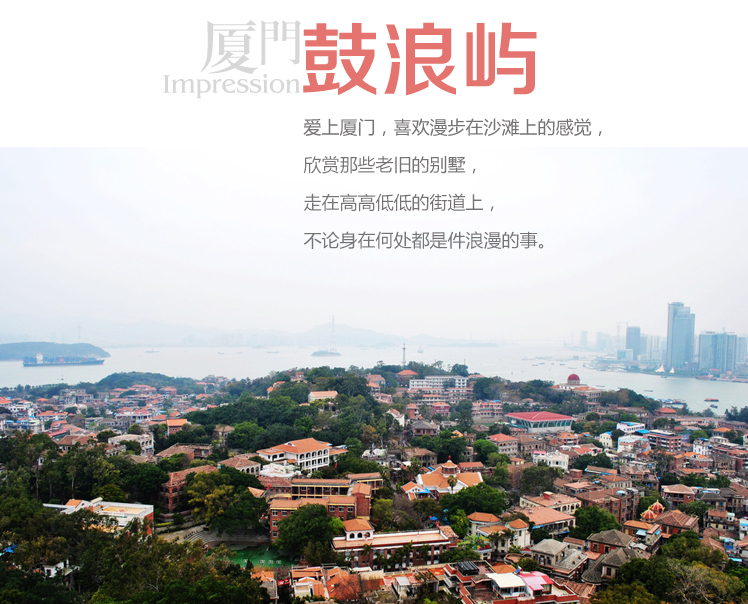 厦門
Impression
鼓浪屿
爱上厦门，喜欢漫步在沙滩上的感觉，
欣赏那些老旧的别墅，
走在高高低低的街道上，
不论身在何处都是件浪漫的事。